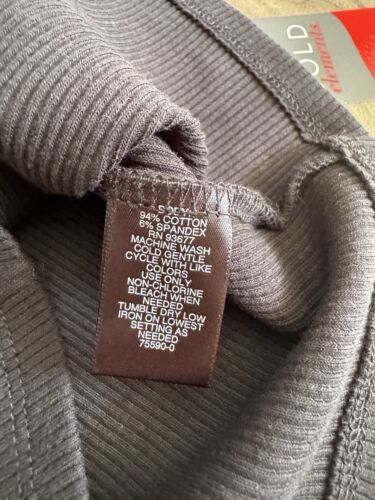 OLD
elements
94% COTTON
6% SPANDEX
RN 93677
MACHINE WASH
COLD GENTLE
CYCLE WITH LIKE
COLORS
USE ONLY
NON-CHLORINE
BLEACH WHEN
NEEDED
TUMBLE DRY LOW
IRON ON LOWEST
SETTING AS
NEEDED
75590-0